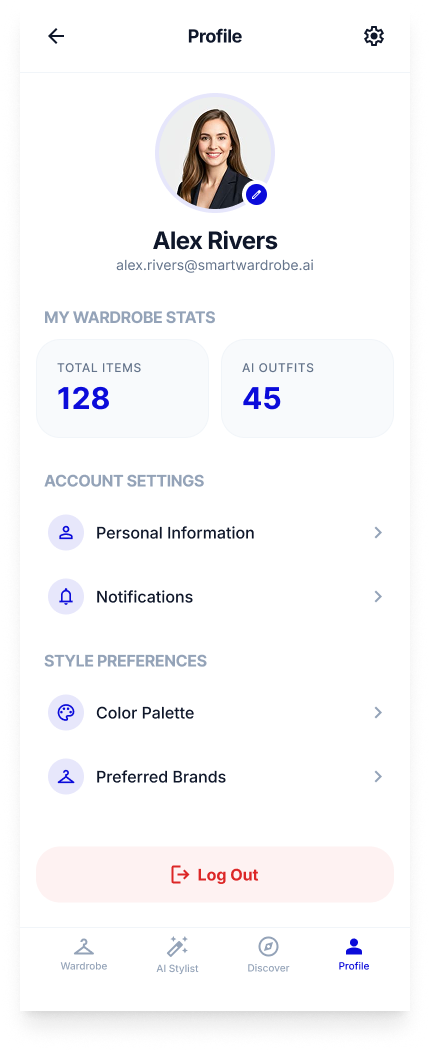 Profile
Alex Rivers
alex.rivers@smartwardrobe.ai
MY WARDROBE STATS
TOTAL ITEMS
128
AI OUTFITS
45
ACCOUNT SETTINGS
Personal Information
Notifications
STYLE PREFERENCES
Color Palette
Preferred Brands
Log Out
Wardrobe
AI Stylist
Discover
Profile